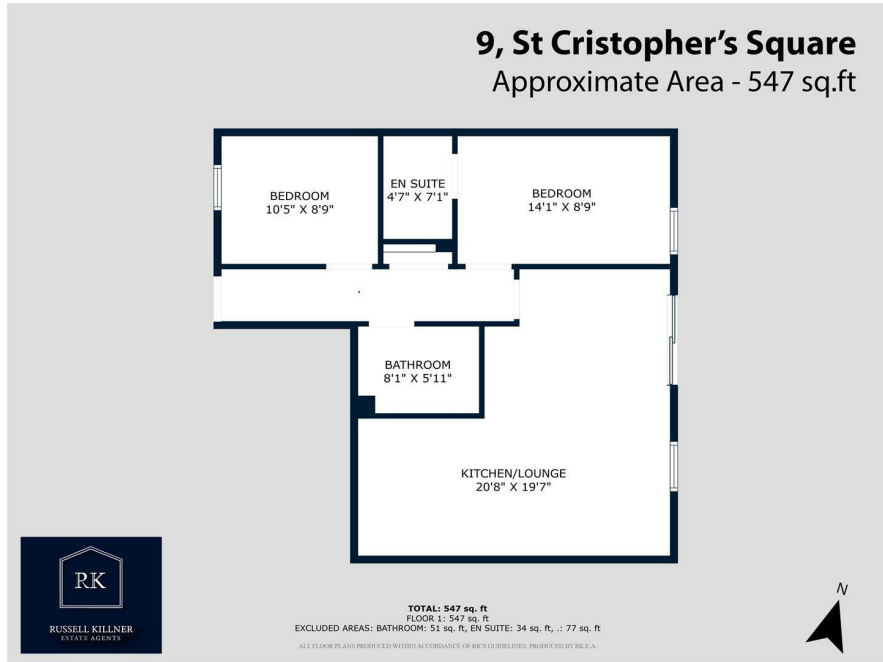 9, St Cristopher's Square
Approximate Area - 547 sq.ft
BEDROOM
10'5" X 8'9"
EN SUITE
4'7" X 7'1"
BEDROOM
14'1" X 8'9"
BATHROOM
8'1" X 5'11"
KITCHEN/LOUNGE
20'8" X 19'7"
RK
RUSSELL KILLNER
ESTATE AGENTS
TOTAL: 547 sq. ft
FLOOR 1: 547 sq. ft
EXCLUDED AREAS: BATHROOM: 51 sq. ft, EN SUITE: 34 sq. ft, .: 77 sq. ft
ALL FLOOR PLANS PRODUCED WITHIN ACCORDANCE OF RICS GUIDELINES. PRODUCED BY RK.E.A.
N